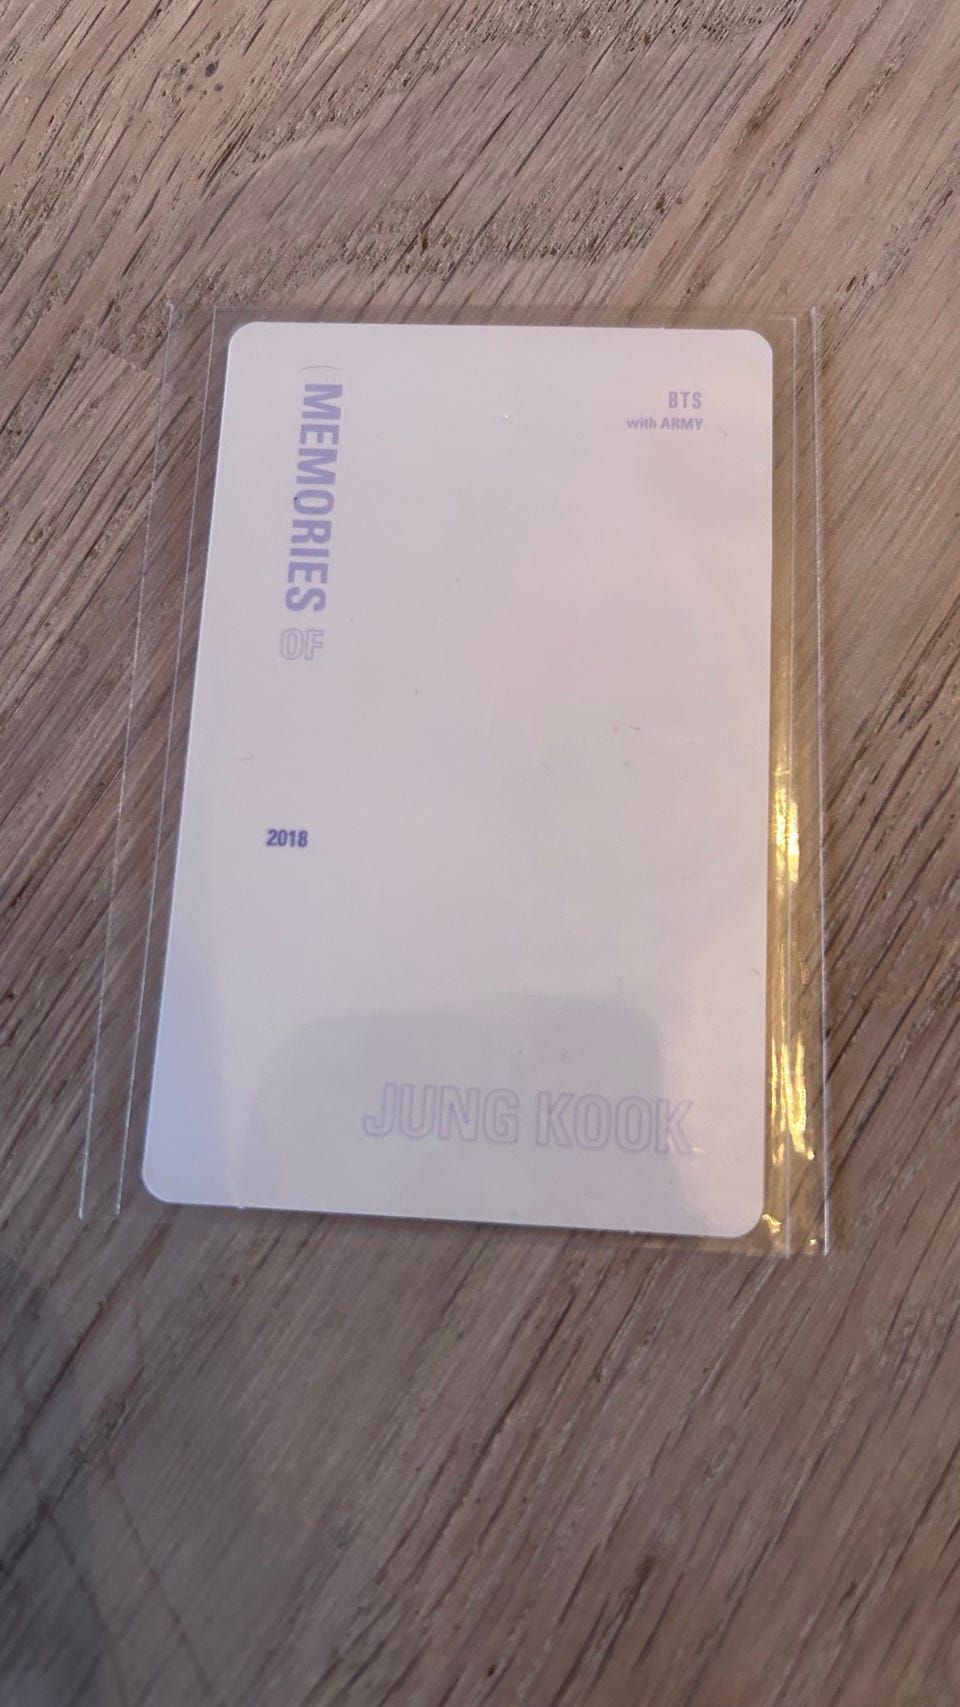 MEMORIES
OF
BTS
with ARMY
2018
JUNG KOOK